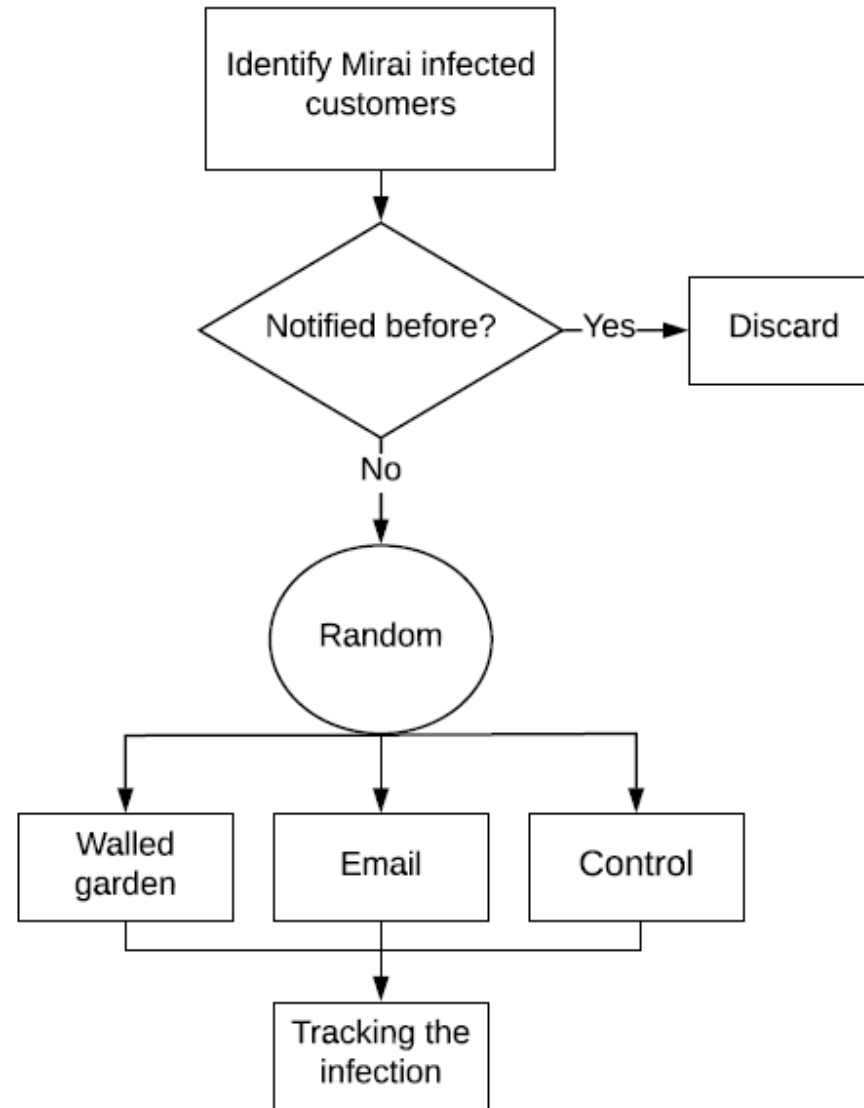 Identify Mirai infected
customers
Notified before?
Yes
Discard
No
Random
Walled
garden
Email
Control
Tracking the
infection